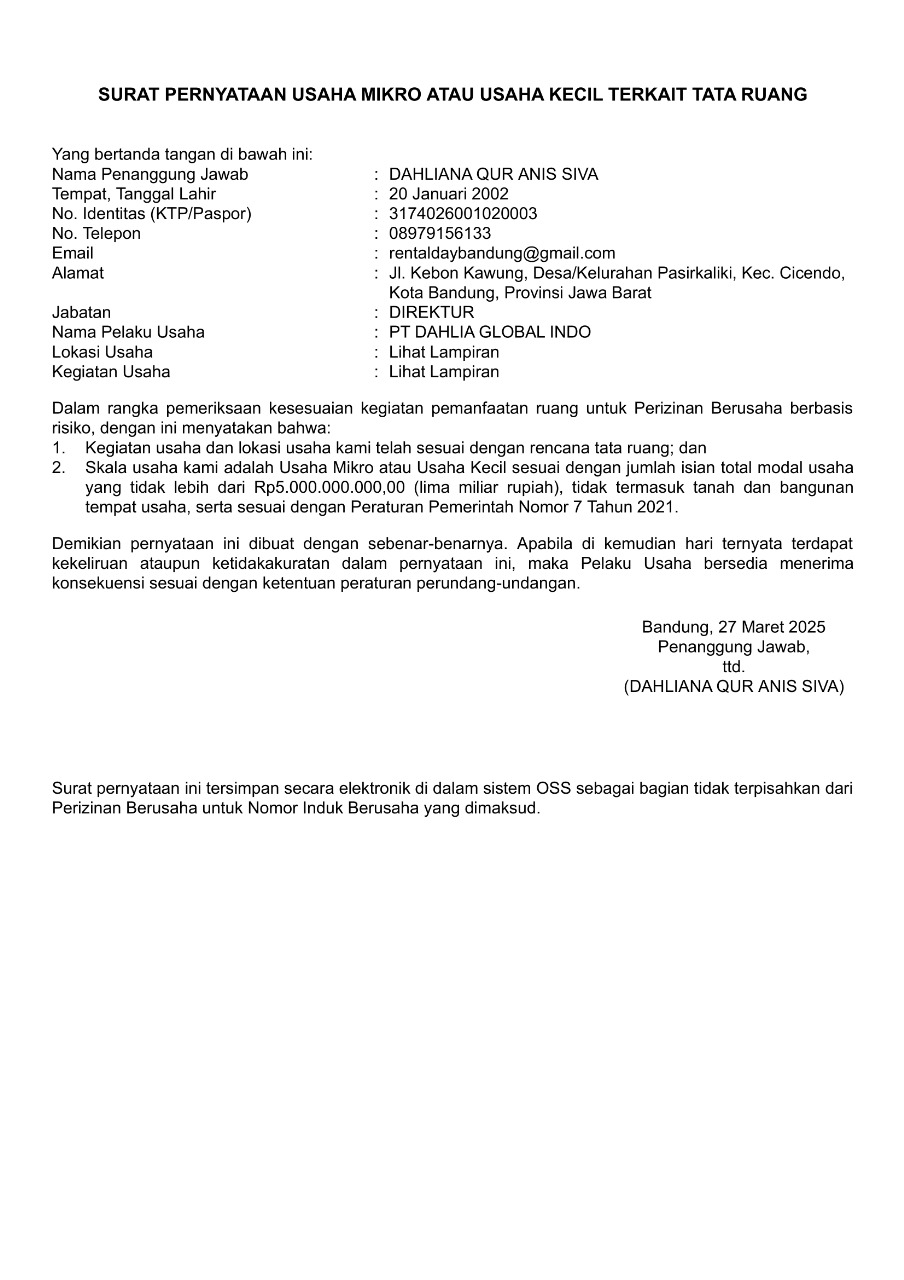 SURAT PERNYATAAN USAHA MIKRO ATAU USAHA KECIL TERKAIT TATA RUANG
Yang bertanda tangan di bawah ini:
Nama Penanggung Jawab : DAHLIANA QUR ANIS SIVA
Tempat, Tanggal Lahir : 20 Januari 2002
No. Identitas (KTP/Paspor) : 3174026001020003
No. Telepon : 08979156133
Email : rentaldaybandung@gmail.com
Alamat : Jl. Kebon Kawung, Desa/Kelurahan Pasirkaliki, Kec. Cicendo,
Kota Bandung, Provinsi Jawa Barat
Jabatan : DIREKTUR
Nama Pelaku Usaha : PT DAHLIA GLOBAL INDO
Lokasi Usaha : Lihat Lampiran
Kegiatan Usaha : Lihat Lampiran
Dalam rangka pemeriksaan kesesuaian kegiatan pemanfaatan ruang untuk Perizinan Berusaha berbasis
risiko, dengan ini menyatakan bahwa:
1. Kegiatan usaha dan lokasi usaha kami telah sesuai dengan rencana tata ruang; dan
2. Skala usaha kami adalah Usaha Mikro atau Usaha Kecil sesuai dengan jumlah isian total modal usaha
yang tidak lebih dari Rp5.000.000.000,00 (lima miliar rupiah), tidak termasuk tanah dan bangunan
tempat usaha, serta sesuai dengan Peraturan Pemerintah Nomor 7 Tahun 2021.
Demikian pernyataan ini dibuat dengan sebenar-benarnya. Apabila di kemudian hari ternyata terdapat
kekeliruan ataupun ketidakakuratan dalam pernyataan ini, maka Pelaku Usaha bersedia menerima
konsekuensi sesuai dengan ketentuan peraturan perundang-undangan.
Bandung, 27 Maret 2025
Penanggung Jawab,
ttd.
(DAHLIANA QUR ANIS SIVA)
Surat pernyataan ini tersimpan secara elektronik di dalam sistem OSS sebagai bagian tidak terpisahkan dari
Perizinan Berusaha untuk Nomor Induk Berusaha yang dimaksud.